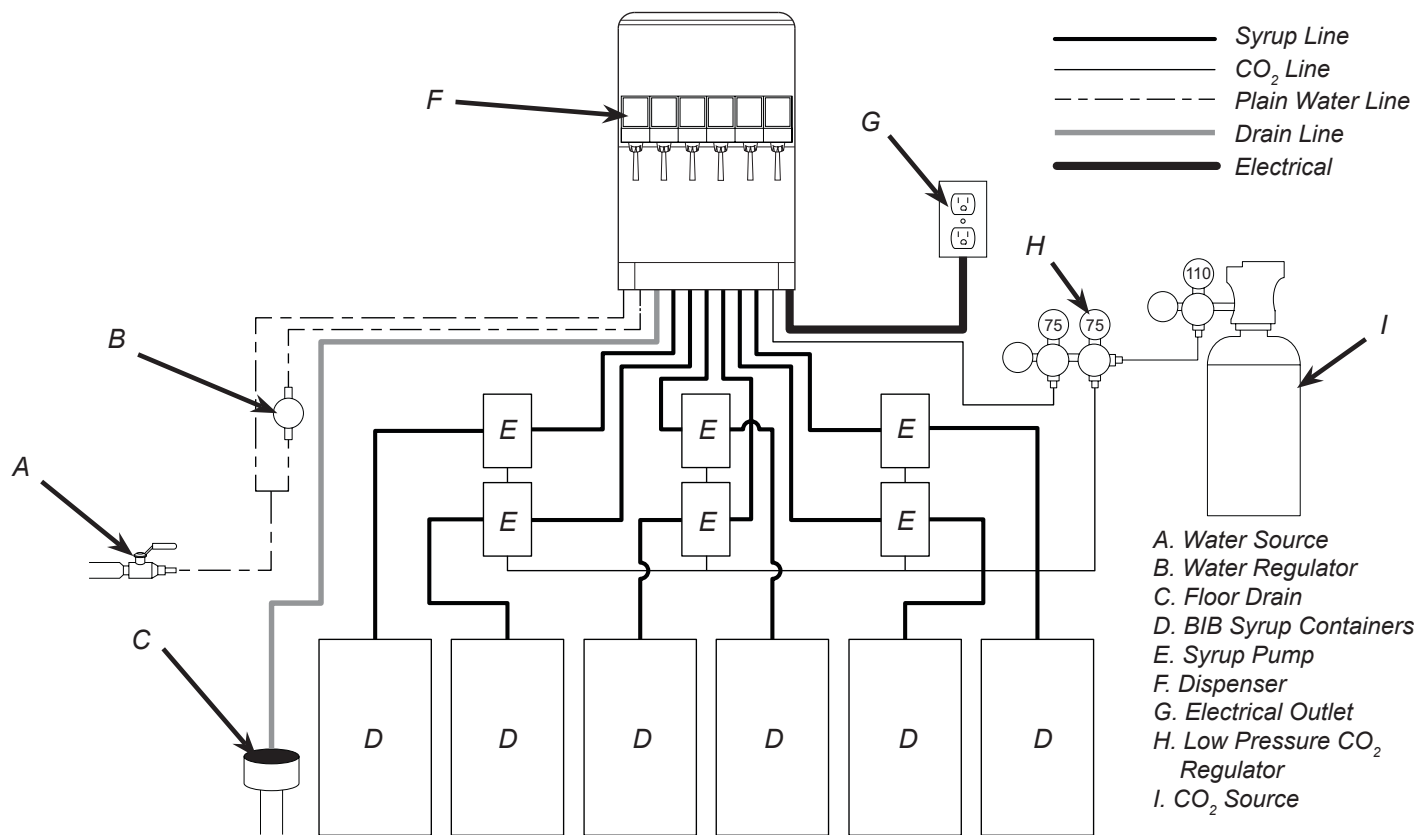 Syrup Line
CO₂ Line
Plain Water Line
Drain Line
Electrical
F
G
H
110
75 75
B
I
E E E
A
E E E
A. Water Source
B. Water Regulator
C. Floor Drain
D. BIB Syrup Containers
E. Syrup Pump
F. Dispenser
G. Electrical Outlet
H. Low Pressure CO₂
Regulator
I. CO₂ Source
C
D D D D D D